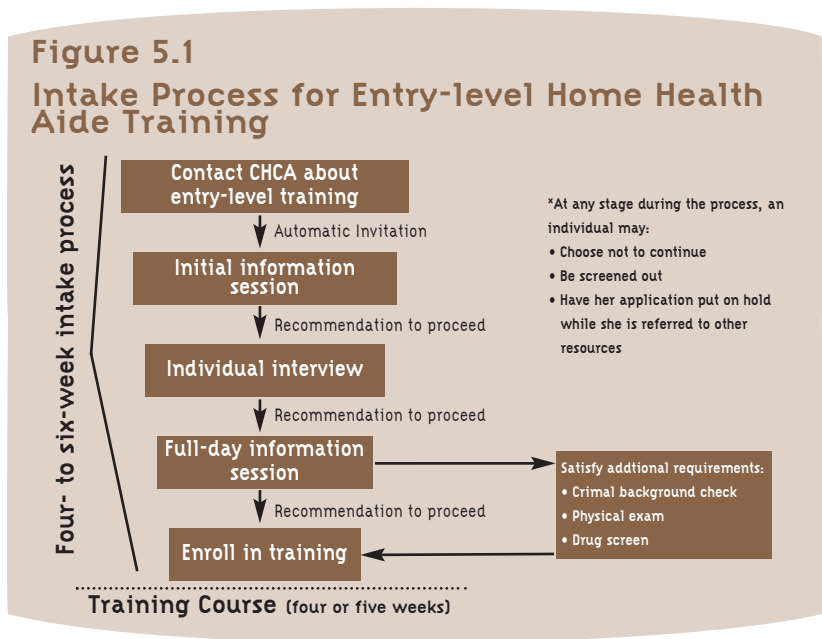 Figure 5.1
Intake Process for Entry-level Home Health
Aide Training
Four- to six-week intake process
Contact CHCA about
entry-level training
Automatic Invitation
Initial information
session
Recommendation to proceed
Individual interview
Recommendation to proceed
Full-day information
session
Recommendation to proceed
Enroll in training
*At any stage during the process, an
individual may:
• Choose not to continue
• Be screened out
• Have her application put on hold
while she is referred to other
resources
Satisfy addtional requirements:
• Crimal background check
• Physical exam
• Drug screen
Training Course (four or five weeks)